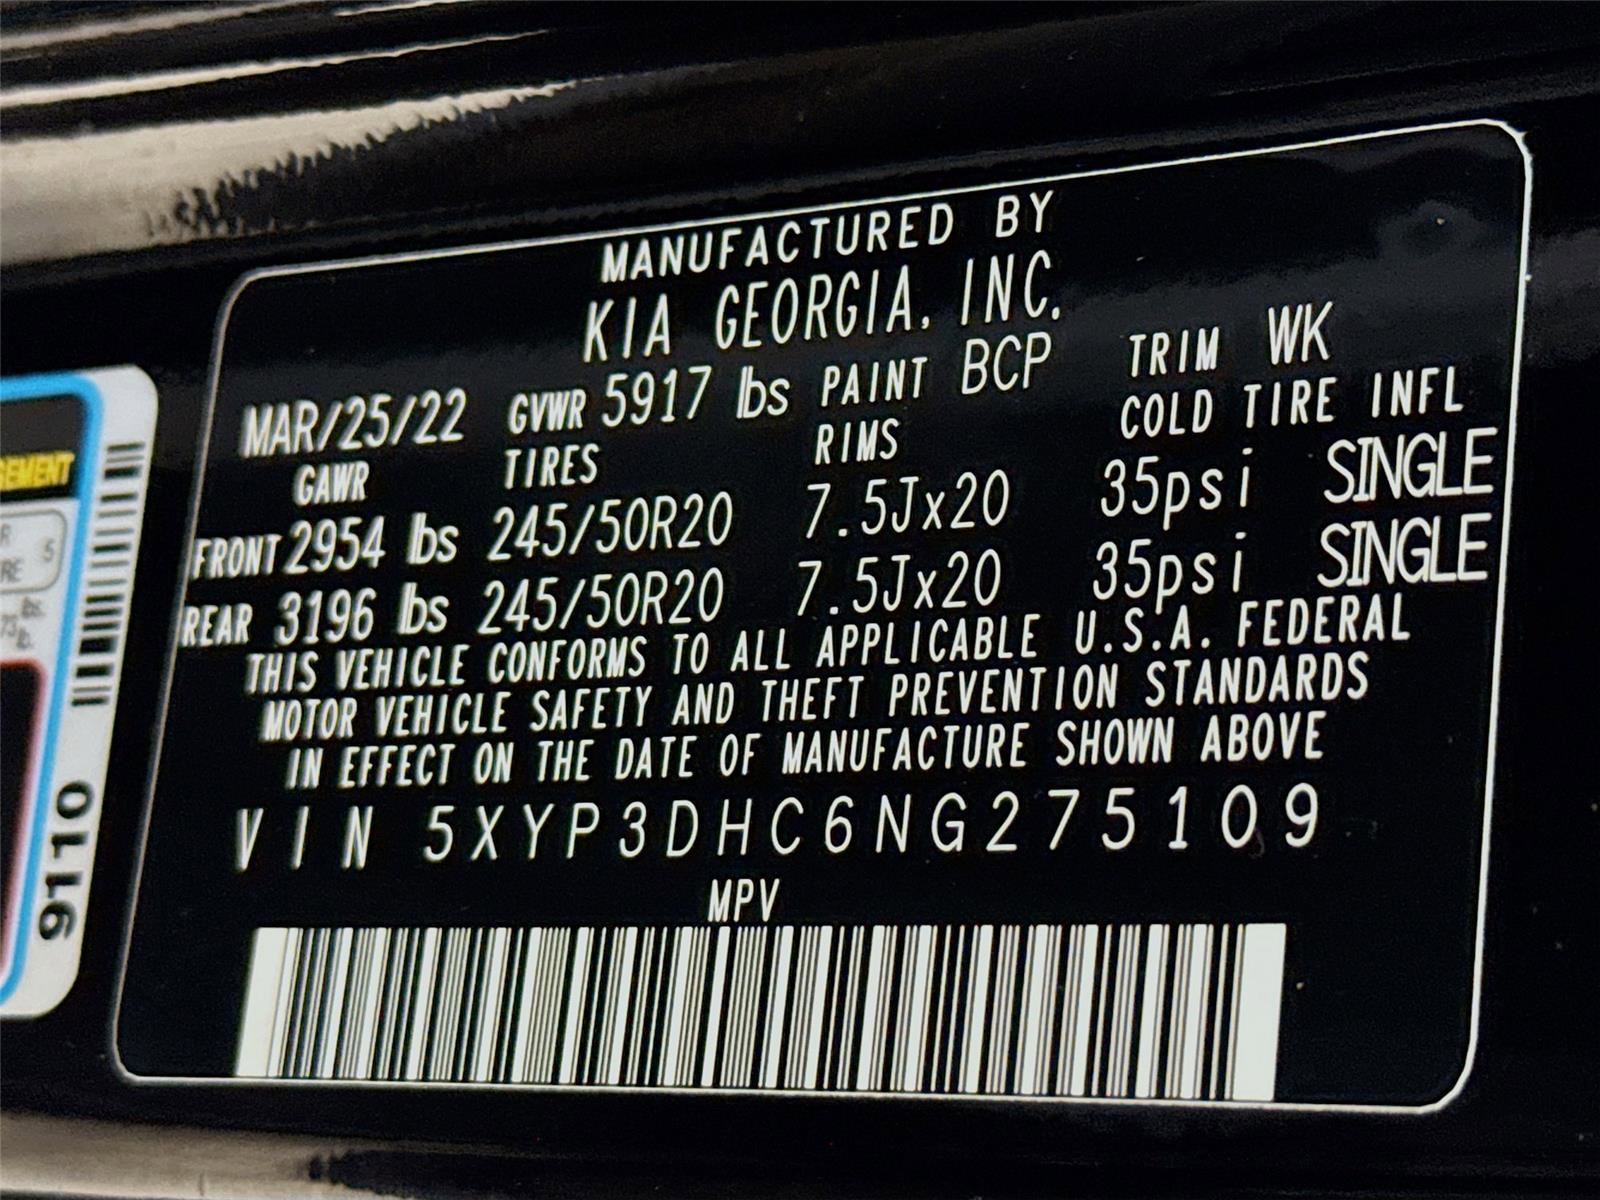 MANUFACTURED BY
KIA GEORGIA, INC.
MAR/25/22 GVWR 5917 lbs PAINT BCP TRIM WK
GAWR TIRES RIMS COLD TIRE INFL
FRONT 2954 lbs 245/50R20 7.5Jx20 35psi SINGLE
REAR 3196 lbs 245/50R20 7.5Jx20 35psi SINGLE
THIS VEHICLE CONFORMS TO ALL APPLICABLE U.S.A. FEDERAL
MOTOR VEHICLE SAFETY AND THEFT PREVENTION STANDARDS
IN EFFECT ON THE DATE OF MANUFACTURE SHOWN ABOVE
VIN 5XYP3DHC6NG275109
MPV
5
9110